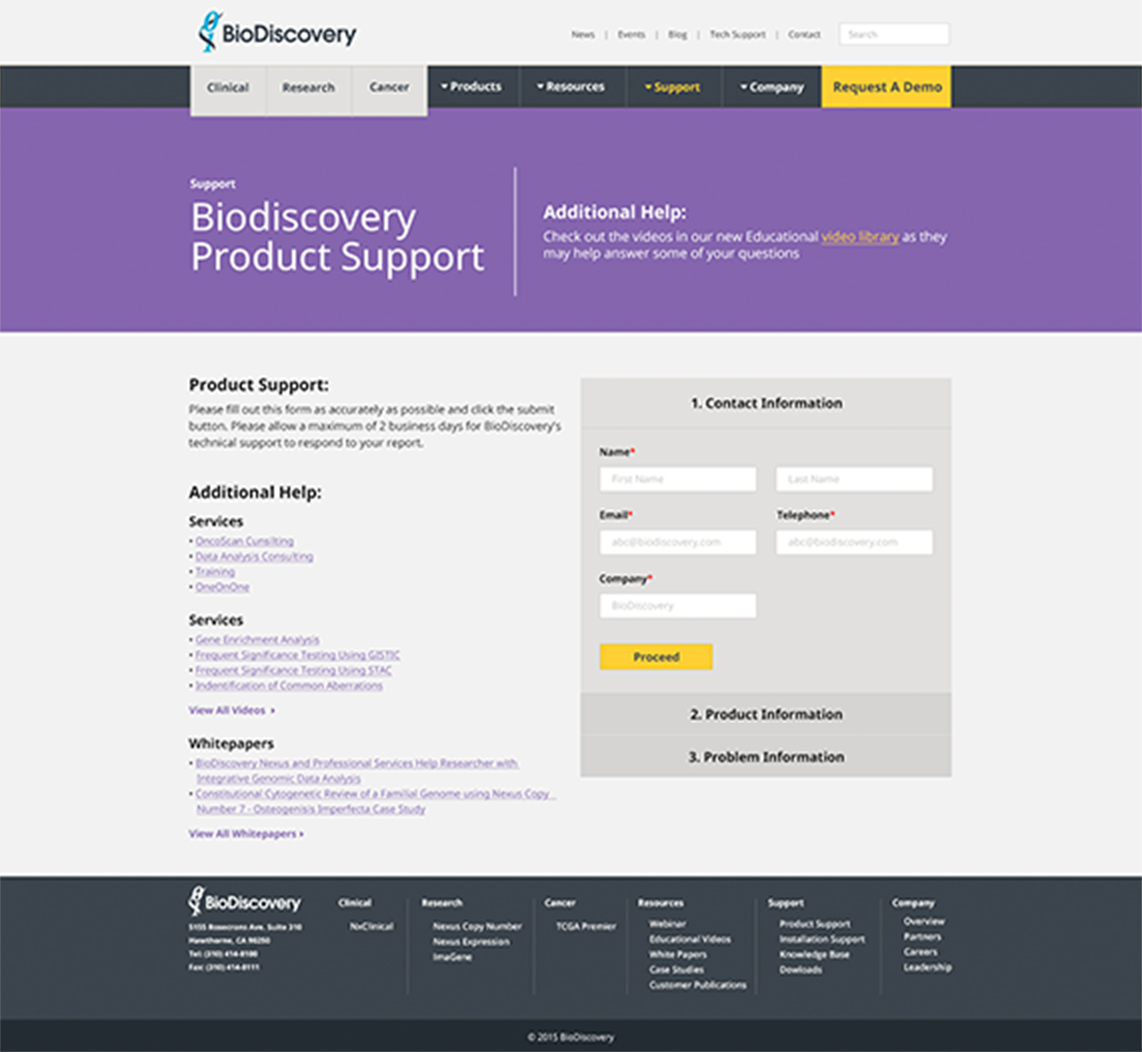 BioDiscovery
News | Events | Blog | Tech Support | Contact
Search
Clinical
Research
Cancer
Products
Resources
Support
Company
Request A Demo
Support
Biodiscovery
Product Support
Additional Help:
Check out the videos in our new Educational video library as they
may help answer some of your questions
Product Support:
Please fill out this form as accurately as possible and click the submit
button. Please allow a maximum of 2 business days for BioDiscovery's
technical support to respond to your report.
Additional Help:
Services
• OncoScan Cunsilting
• Data Analysis Consulting
• Training
• OneOnOne
Services
• Gene Enrichment Analysis
• Frequent Significance Testing Using GISTIC
• Frequent Significance Testing Using STAC
• Indentification of Common Aberrations
View All Videos
Whitepapers
• BioDiscovery Nexus and Professional Services Help Researcher with
Integrative Genomic Data Analysis
• Constitutional Cytogenetic Review of a Familial Genome using Nexus Copy
Number 7 - Osteogenisis Imperfecta Case Study
View All Whitepapers
1. Contact Information
Name*
First Name
Last Name
Email*
Telephone*
abc@biodiscovery.com
abc@biodiscovery.com
Company*
BioDiscovery
Proceed
2. Product Information
3. Problem Information
BioDiscovery
5155 Rosecrans Ave, Suite 310
Hawthorne, CA 90250
Tel: (310) 414-8100
Fax: (310) 414-8111
Clinical
NxClinical
Research
Nexus Copy Number
Nexus Expression
ImaGene
Cancer
TCGA Premier
Resources
Webinar
Educational Videos
White Papers
Case Studies
Customer Publications
Support
Product Support
Installation Support
Knowledge Base
Dowloads
Company
Overview
Partners
Careers
Leadership
© 2015 BioDiscovery